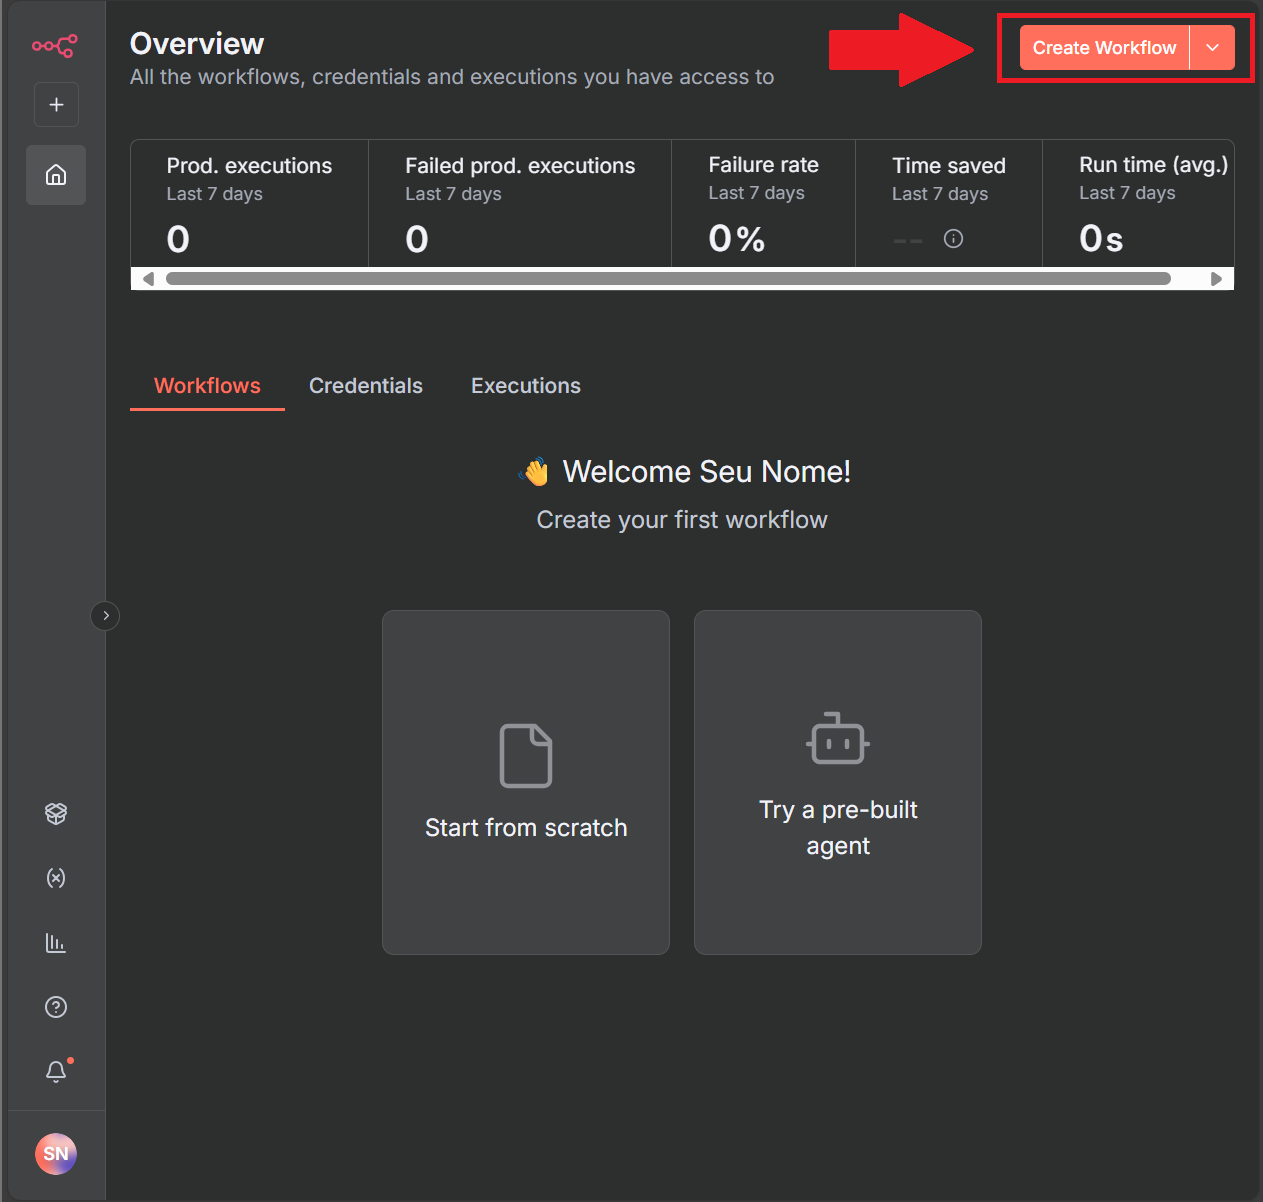 Overview
All the workflows, credentials and executions you have access to
Create Workflow
Prod. executions
Last 7 days
0
Failed prod. executions
Last 7 days
0
Failure rate
Last 7 days
0%
Time saved
Last 7 days
--
Run time (avg.)
Last 7 days
0s
Workflows
Credentials
Executions
👋 Welcome Seu Nome!
Create your first workflow
Start from scratch
Try a pre-built
agent
SN